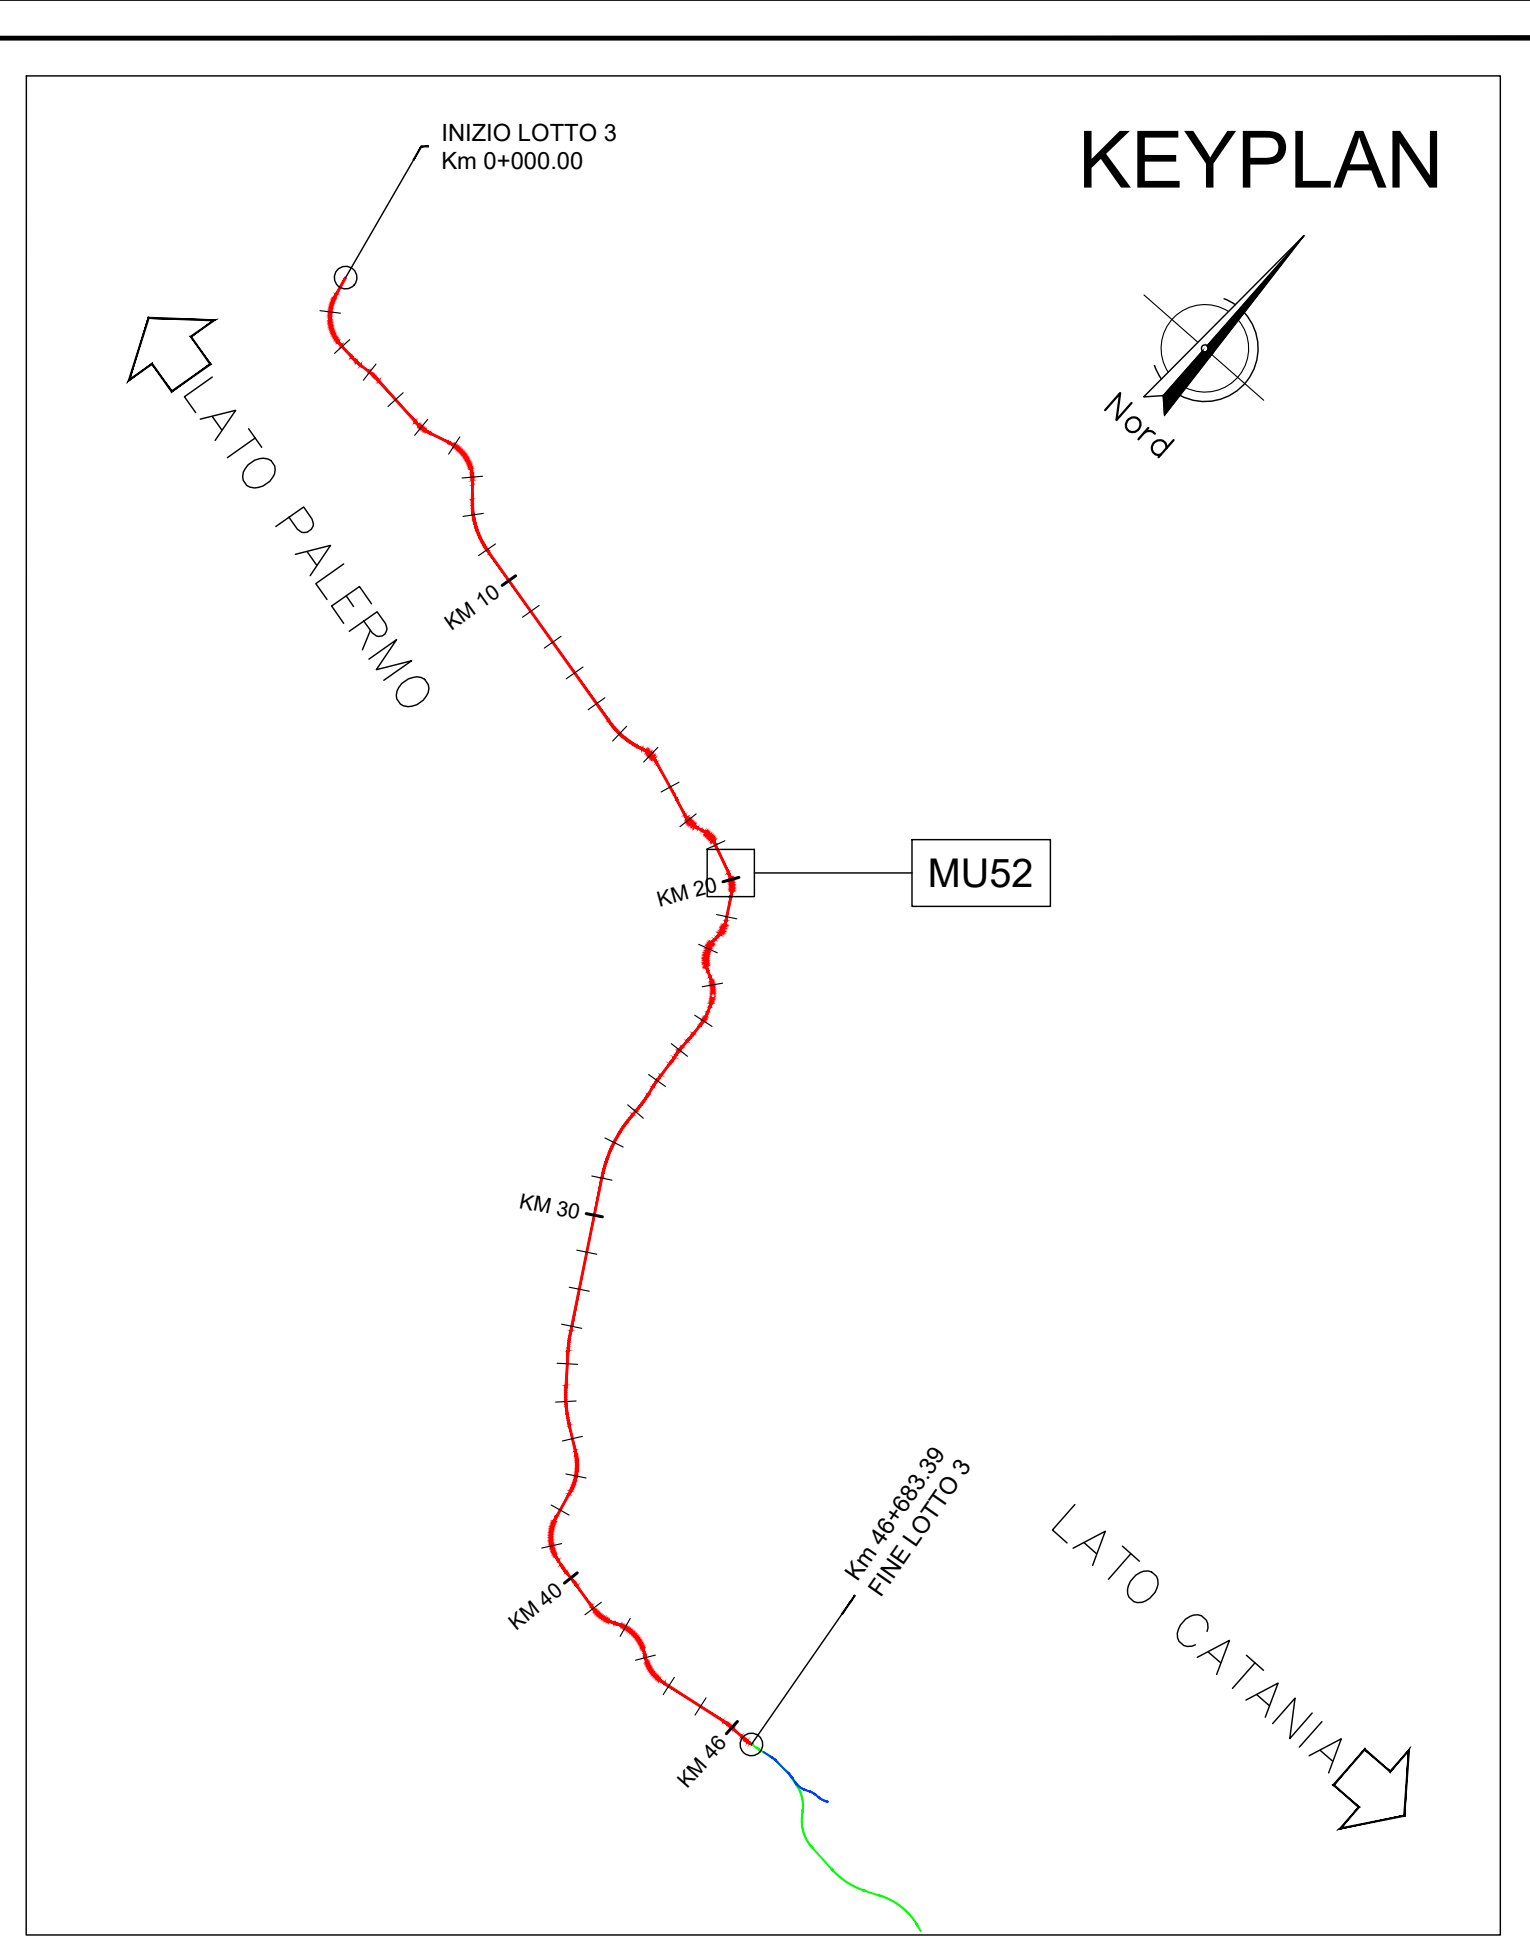 INIZIO LOTTO 3
Km 0+000.00
KEYPLAN
Nord
LATO PALERMO
KM 10
MU52
KM 20
KM 30
Km 46+683.39
FINE LOTTO 3
LATO CATANIA
KM 40
KM 46